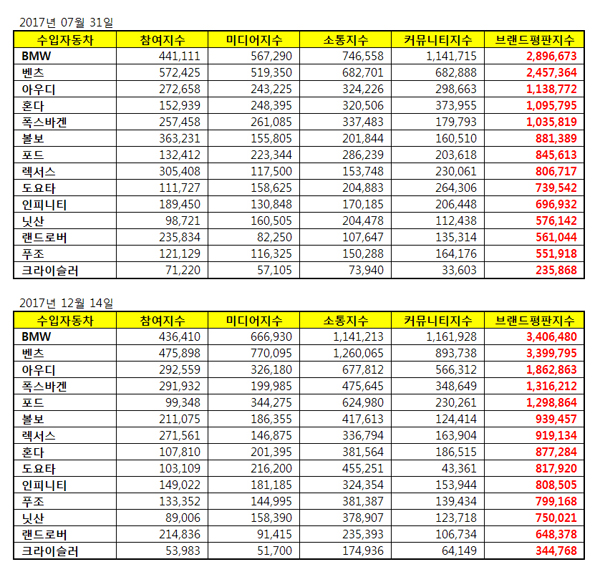 2017년 07월 31일
수입자동차 참여지수 미디어지수 소통지수 커뮤니티지수 브랜드평판지수
BMW 441,111 567,290 746,558 1,141,715 2,896,673
벤츠 572,425 519,350 682,701 682,888 2,457,364
아우디 272,658 243,225 324,226 298,663 1,138,772
혼다 152,939 248,395 320,506 373,955 1,095,795
폭스바겐 257,458 261,085 337,483 179,793 1,035,819
볼보 363,231 155,805 201,844 160,510 881,389
포드 132,412 223,344 286,239 203,618 845,613
렉서스 305,408 117,500 153,748 230,061 806,717
도요타 111,727 158,625 204,883 264,306 739,542
인피니티 189,450 130,848 170,185 206,448 696,932
닛산 98,721 160,505 204,478 112,438 576,142
랜드로버 235,834 82,250 107,647 135,314 561,044
푸조 121,129 116,325 150,288 164,176 551,918
크라이슬러 71,220 57,105 73,940 33,603 235,868
2017년 12월 14일
수입자동차 참여지수 미디어지수 소통지수 커뮤니티지수 브랜드평판지수
BMW 436,410 666,930 1,141,213 1,161,928 3,406,480
벤츠 475,898 770,095 1,260,065 893,738 3,399,795
아우디 292,559 326,180 677,812 566,312 1,862,863
폭스바겐 291,932 199,985 475,645 348,649 1,316,212
포드 99,348 344,275 624,980 230,261 1,298,864
볼보 211,075 186,355 417,613 124,414 939,457
렉서스 271,561 146,875 336,794 163,904 919,134
혼다 107,810 201,395 381,564 186,515 877,284
도요타 103,109 216,200 455,251 43,361 817,920
인피니티 149,022 181,185 324,354 153,944 808,505
푸조 133,352 144,995 381,387 139,434 799,168
닛산 89,006 158,390 378,907 123,718 750,021
랜드로버 214,836 91,415 235,393 106,734 648,378
크라이슬러 53,983 51,700 174,936 64,149 344,768